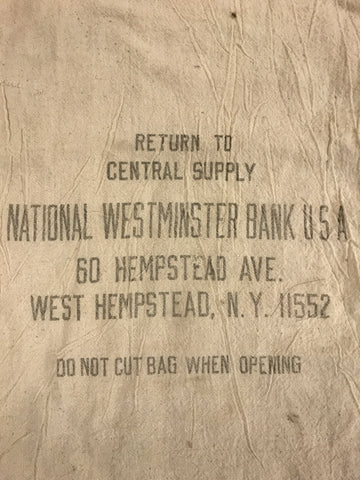 RETURN TO
CENTRAL SUPPLY
NATIONAL WESTMINSTER BANK U S A
60 HEMPSTEAD AVE.
WEST HEMPSTEAD, N.Y. 11552
DO NOT CUT BAG WHEN OPENING